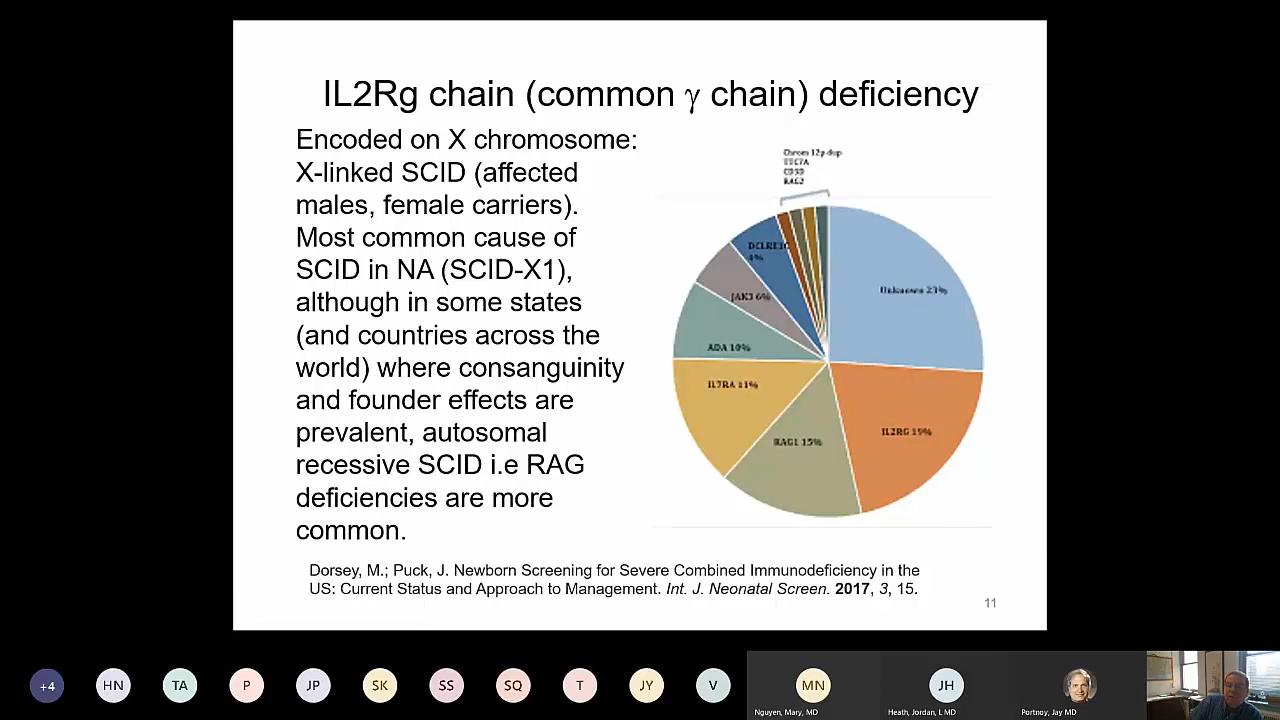 IL2Rg chain (common γ chain) deficiency
Encoded on X chromosome:
X-linked SCID (affected
males, female carriers).
Most common cause of
SCID in NA (SCID-X1),
although in some states
(and countries across the
world) where consanguinity
and founder effects are
prevalent, autosomal
recessive SCID i.e RAG
deficiencies are more
common.
Chrom 12p dup
TTC7A
CD3D
RAG2
DCLRE1C
JAK3 6%
ADA 10%
IL7RA 11%
RAG1 15%
IL2RG 19%
Unknown 23%
Dorsey, M.; Puck, J. Newborn Screening for Severe Combined Immunodeficiency in the
US: Current Status and Approach to Management. Int. J. Neonatal Screen. 2017, 3, 15.
11
+4
HN
TA
P
JP
SK
SS
SQ
T
JY
V
MN
JH
Nguyen, Mary, MD
Heath, Jordan, L MD
Portnoy, Jay MD